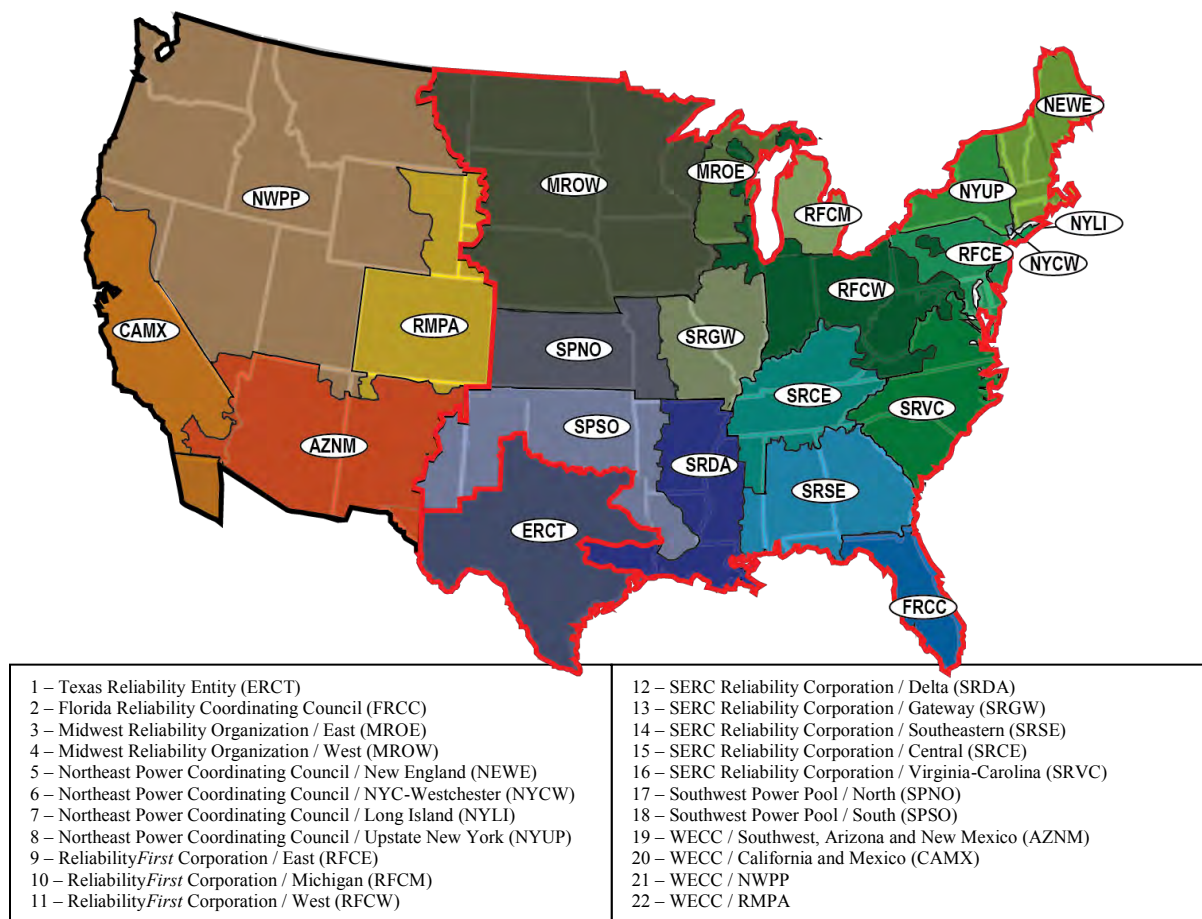 NEWE
MROE
MROW
NWPP
NYUP
RFCM
NYLI
RFCE
NYCW
RFCW
RMPA
CAMX
SRGW
SPNO
SRCE
SRVC
SPSO
AZNM
SRDA
SRSE
ERCT
FRCC
1 – Texas Reliability Entity (ERCT)
2 – Florida Reliability Coordinating Council (FRCC)
3 – Midwest Reliability Organization / East (MROE)
4 – Midwest Reliability Organization / West (MROW)
5 – Northeast Power Coordinating Council / New England (NEWE)
6 – Northeast Power Coordinating Council / NYC-Westchester (NYCW)
7 – Northeast Power Coordinating Council / Long Island (NYLI)
8 – Northeast Power Coordinating Council / Upstate New York (NYUP)
9 – ReliabilityFirst Corporation / East (RFCE)
10 – ReliabilityFirst Corporation / Michigan (RFCM)
11 – ReliabilityFirst Corporation / West (RFCW)
12 – SERC Reliability Corporation / Delta (SRDA)
13 – SERC Reliability Corporation / Gateway (SRGW)
14 – SERC Reliability Corporation / Southeastern (SRSE)
15 – SERC Reliability Corporation / Central (SRCE)
16 – SERC Reliability Corporation / Virginia-Carolina (SRVC)
17 – Southwest Power Pool / North (SPNO)
18 – Southwest Power Pool / South (SPSO)
19 – WECC / Southwest, Arizona and New Mexico (AZNM)
20 – WECC / California and Mexico (CAMX)
21 – WECC / NWPP
22 – WECC / RMPA